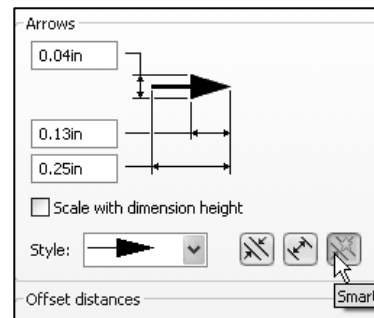 Arrows
0.04in
0.13in
0.25in
Scale with dimension height
Style:
Smart
Offset distances